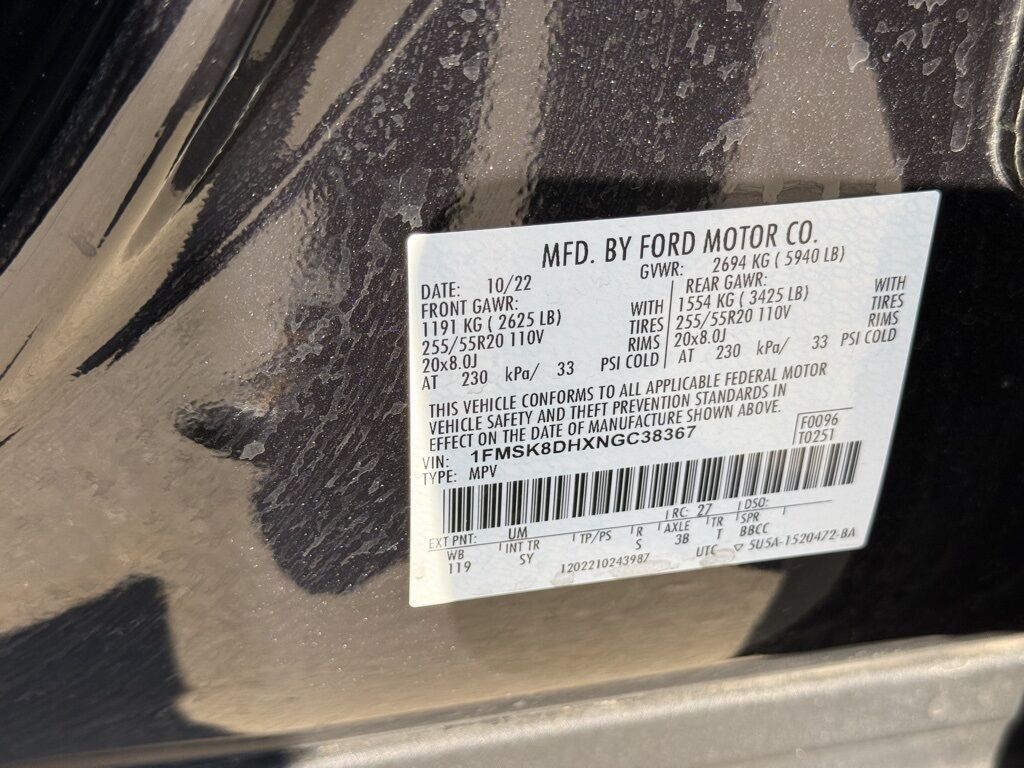 MFD. BY FORD MOTOR CO.
DATE: 10/22 GVWR: 2694 KG ( 5940 LB)
FRONT GAWR: WITH REAR GAWR: WITH
1191 KG ( 2625 LB) TIRES 1554 KG ( 3425 LB) TIRES
255/55R20 110V RIMS 255/55R20 110V RIMS
20x8.0J 20x8.0J
AT 230 kPa/ 33 PSI COLD AT 230 kPa/ 33 PSI COLD
THIS VEHICLE CONFORMS TO ALL APPLICABLE FEDERAL MOTOR
VEHICLE SAFETY AND THEFT PREVENTION STANDARDS IN
EFFECT ON THE DATE OF MANUFACTURE SHOWN ABOVE.
F0096
VIN: 1FMSK8DHXNGC38367 T0251
TYPE: MPV
EXT PNT: UM RC: 27 DSO:
WB INT TR TP/PS R AXLE TR SPR
119 SY S 3B T BBCC
1202210243987 UTC ▽ 5U5A-1520472-BA